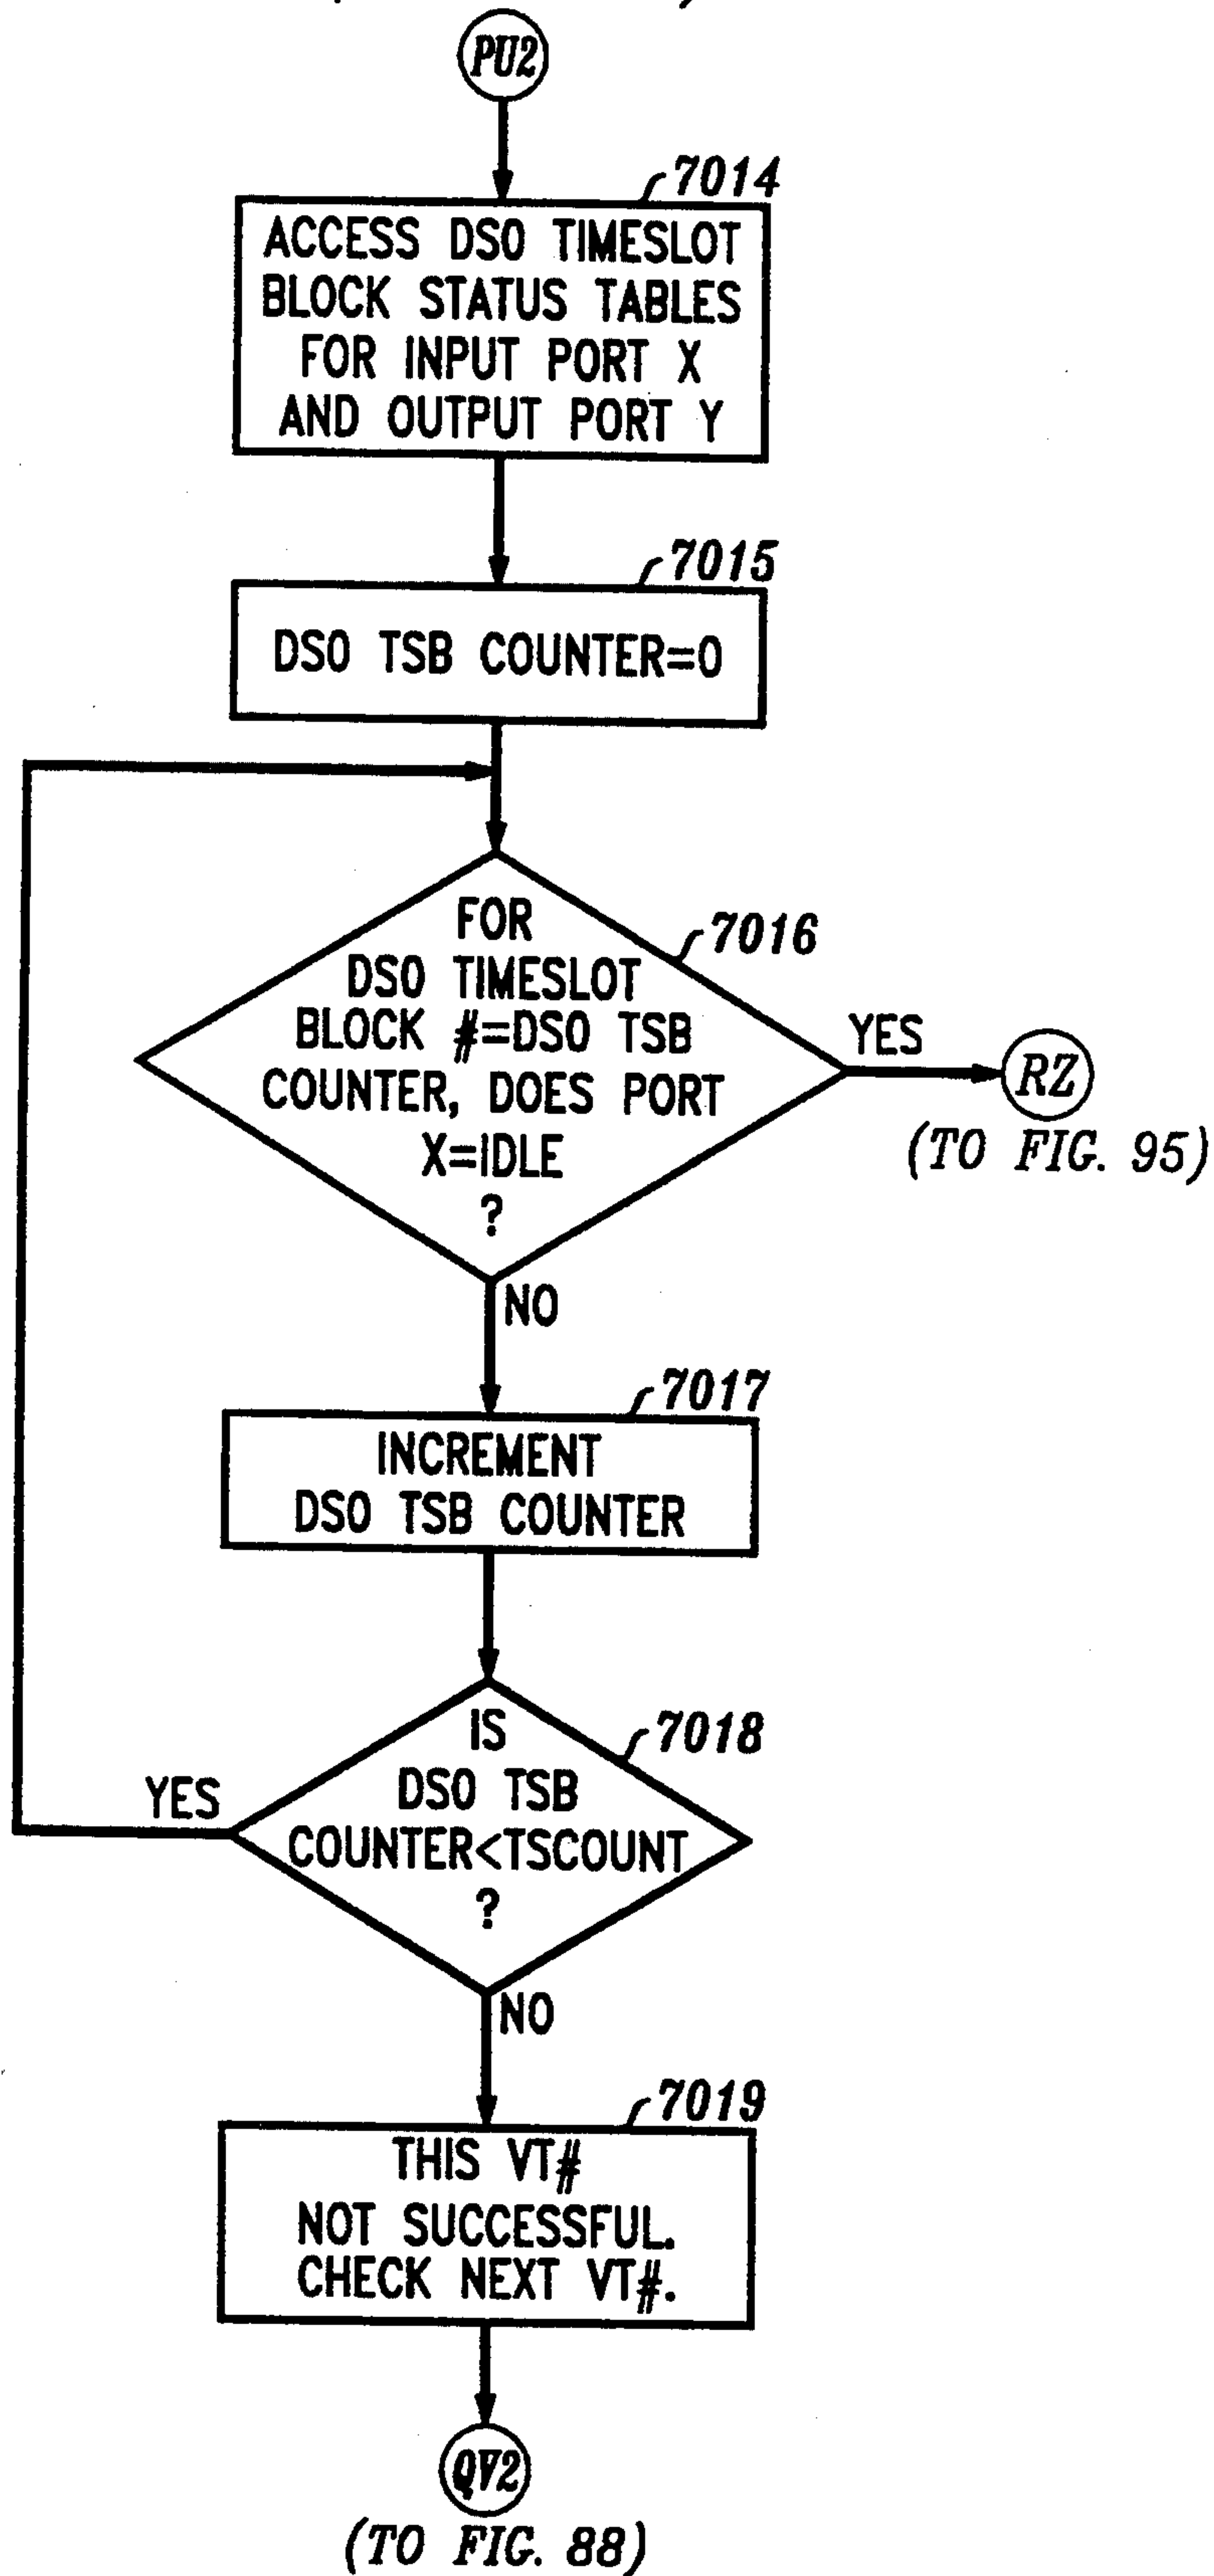 PU2
7014
ACCESS DS0 TIMESLOT
BLOCK STATUS TABLES
FOR INPUT PORT X
AND OUTPUT PORT Y
7015
DS0 TSB COUNTER=0
7016
FOR
DS0 TIMESLOT
BLOCK #=DS0 TSB
COUNTER, DOES PORT
X=IDLE
?
YES
RZ
(TO FIG. 95)
NO
7017
INCREMENT
DS0 TSB COUNTER
7018
IS
DS0 TSB
COUNTER<TSCOUNT
?
YES
NO
7019
THIS VT#
NOT SUCCESSFUL.
CHECK NEXT VT#.
QV2
(TO FIG. 88)